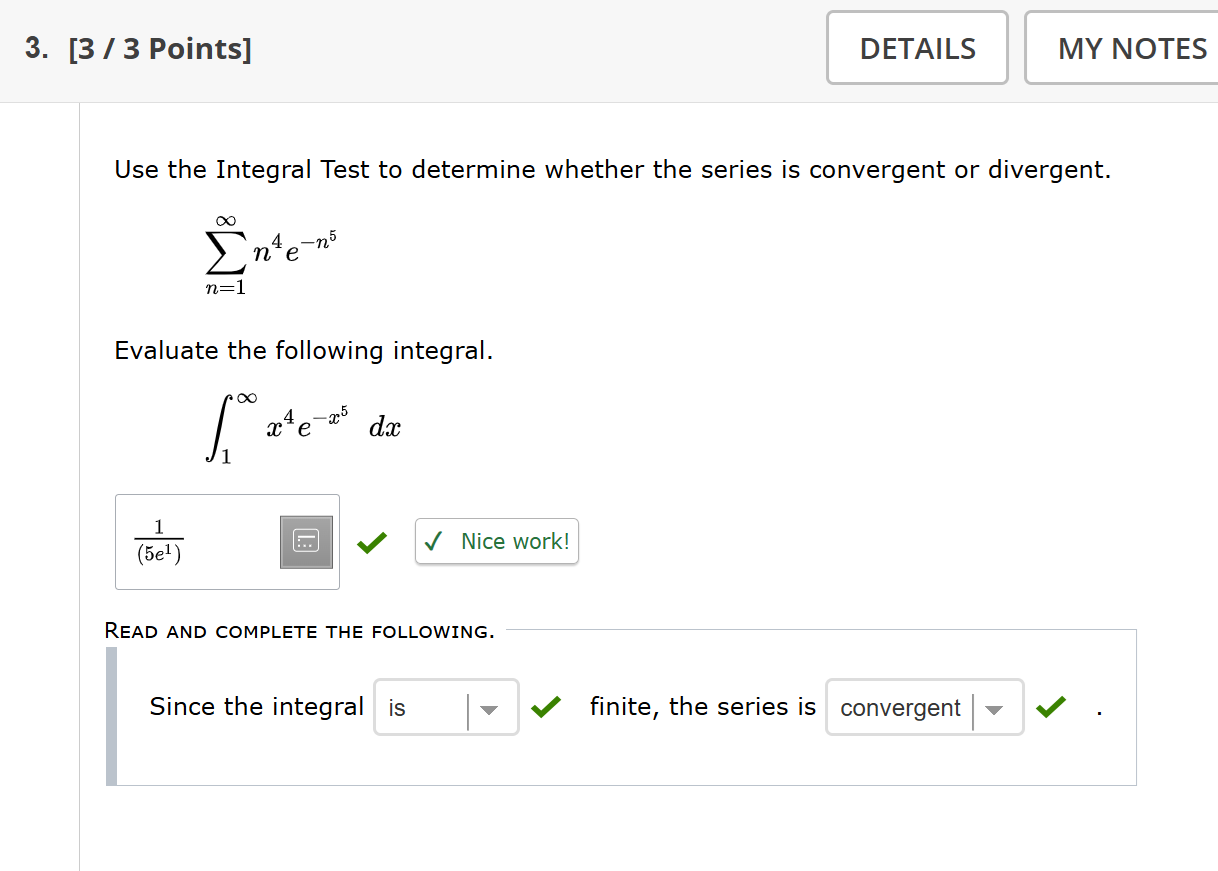 3. [3 / 3 Points]
DETAILS
MY NOTES
Use the Integral Test to determine whether the series is convergent or divergent.
∞
∑ n⁴e^{−n⁵}
n=1
Evaluate the following integral.
∫₁^∞ x⁴e^{−x⁵} dx
1/(5e¹)
✓ Nice work!
READ AND COMPLETE THE FOLLOWING.
Since the integral is finite, the series is convergent .